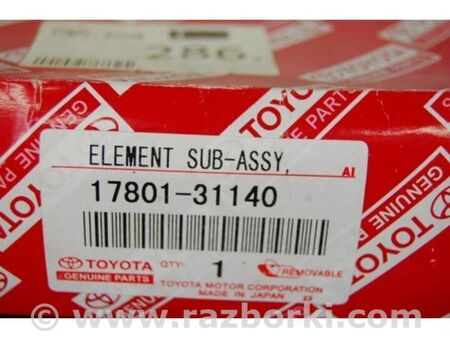 286.
TOYOTA
GENUINE PARTS
ELEMENT SUB-ASSY,
AI
17801-31140
TOYOTA QTY: 1 REMOVABLE
GENUINE PARTS
TOYOTA MOTOR CORPORATION
MADE IN JAPAN 23
www.razborki.com